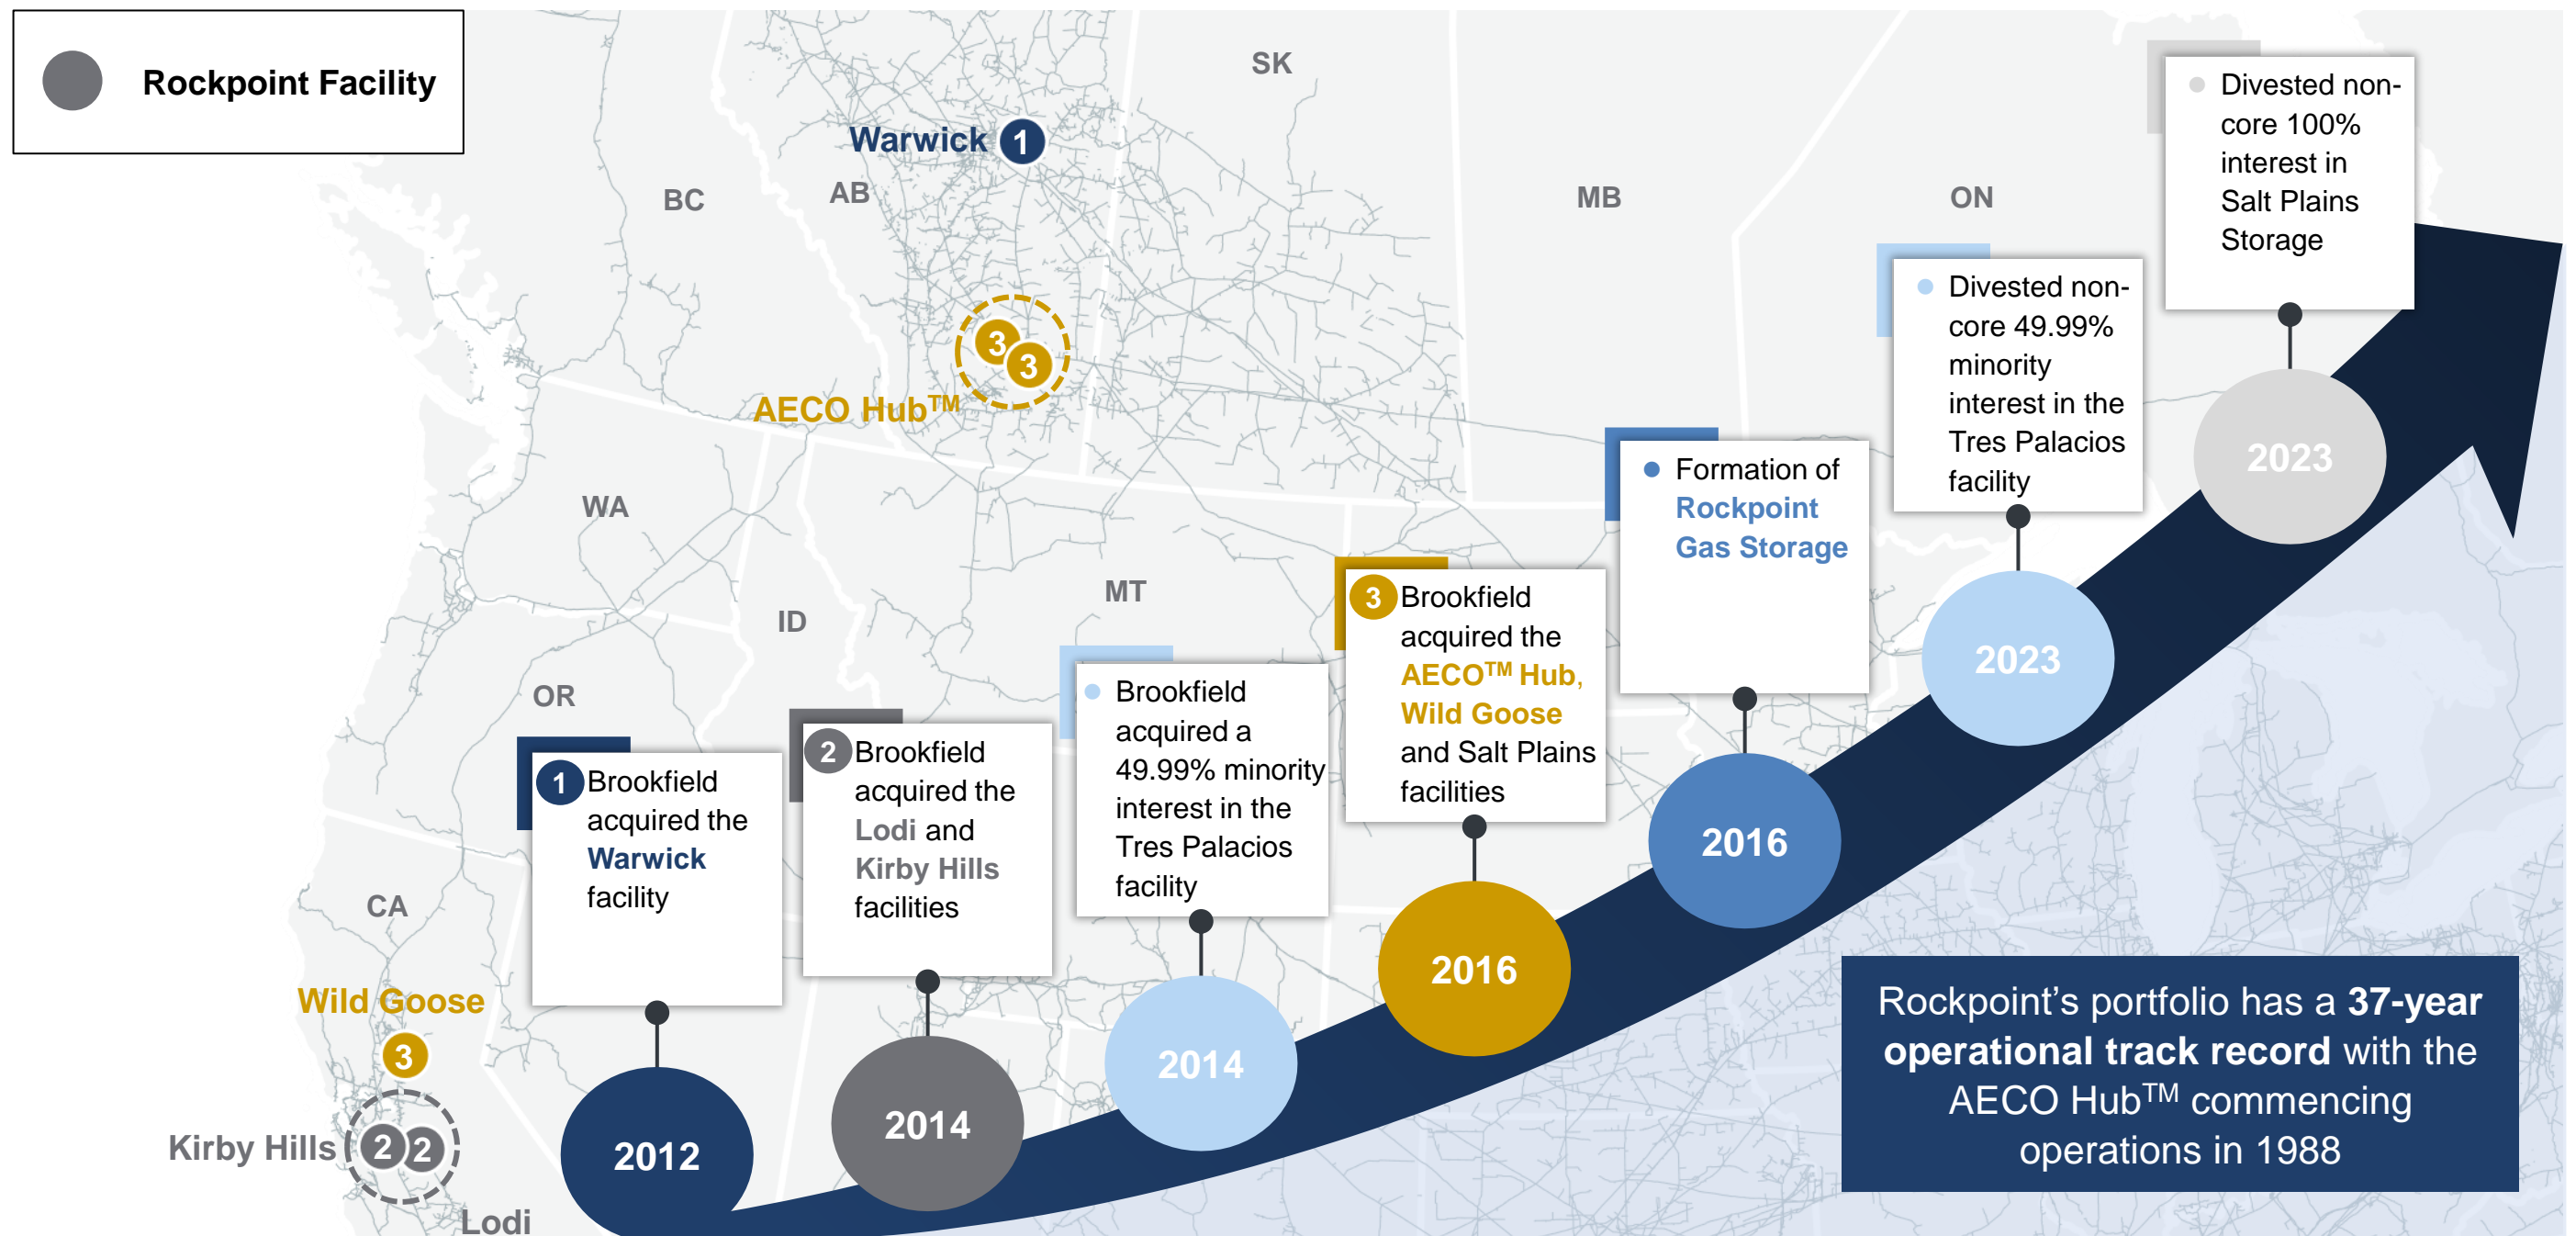 Rockpoint Facility
SK
Warwick 1
BC
AB
MB
ON
3
3
AECO Hub™
WA
MT
ID
OR
CA
Wild Goose
3
Kirby Hills
2
2
Lodi
1 Brookfield
acquired the
Warwick
facility
2012
2 Brookfield
acquired the
Lodi and
Kirby Hills
facilities
2014
Brookfield
acquired a
49.99% minority
interest in the
Tres Palacios
facility
2014
3 Brookfield
acquired the
AECO™ Hub,
Wild Goose
and Salt Plains
facilities
2016
Formation of
Rockpoint
Gas Storage
2016
Divested non-
core 49.99%
minority
interest in the
Tres Palacios
facility
2023
Divested non-
core 100%
interest in
Salt Plains
Storage
2023
Rockpoint’s portfolio has a 37-year
operational track record with the
AECO Hub™ commencing
operations in 1988